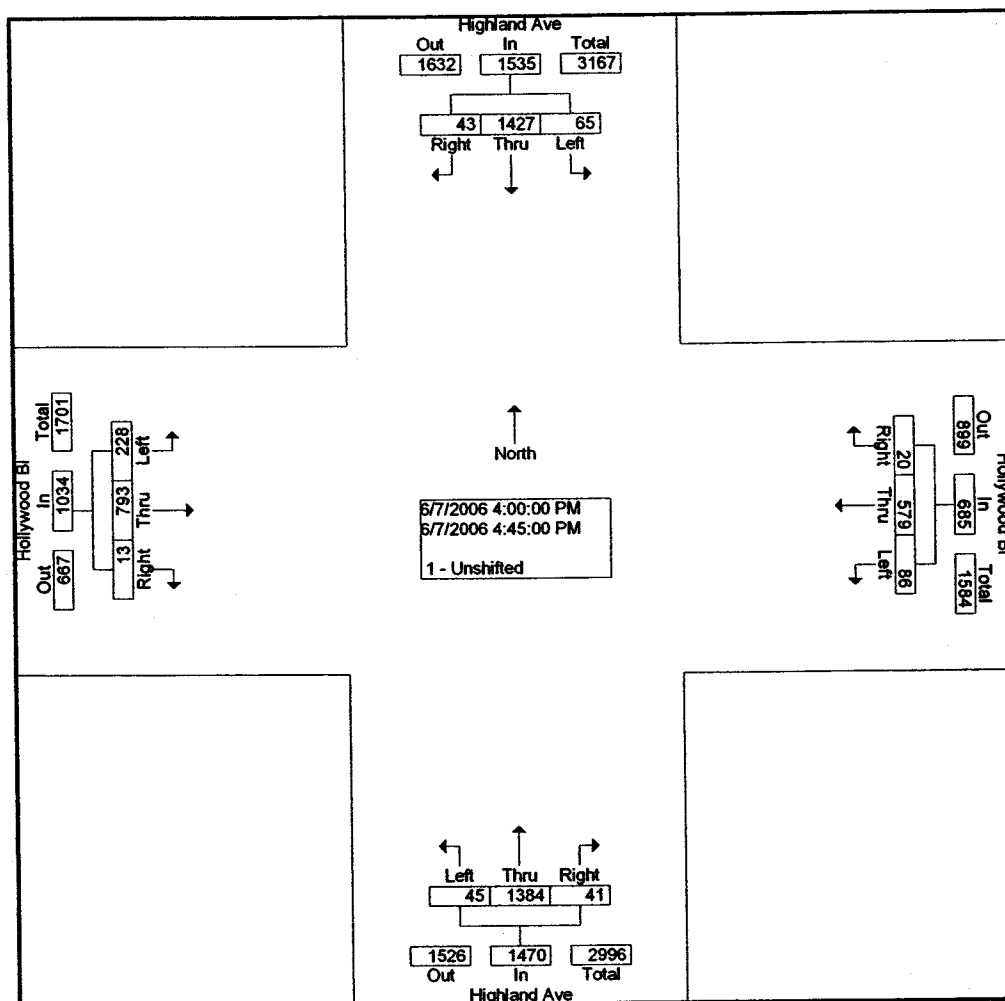 Highland Ave
Out In Total
1632 1535 3167
43 1427 65
Right Thru Left
Hollywood Bl
Total In Out
1701 1034 667
228 793 13
Left Thru Right
North
6/7/2006 4:00:00 PM
6/7/2006 4:45:00 PM
1 - Unshifted
Right Thru Left
20 579 86
899 685 1584
Out In Total
Hollywood Bl
Left Thru Right
45 1384 41
1526 1470 2996
Out In Total
Highland Ave